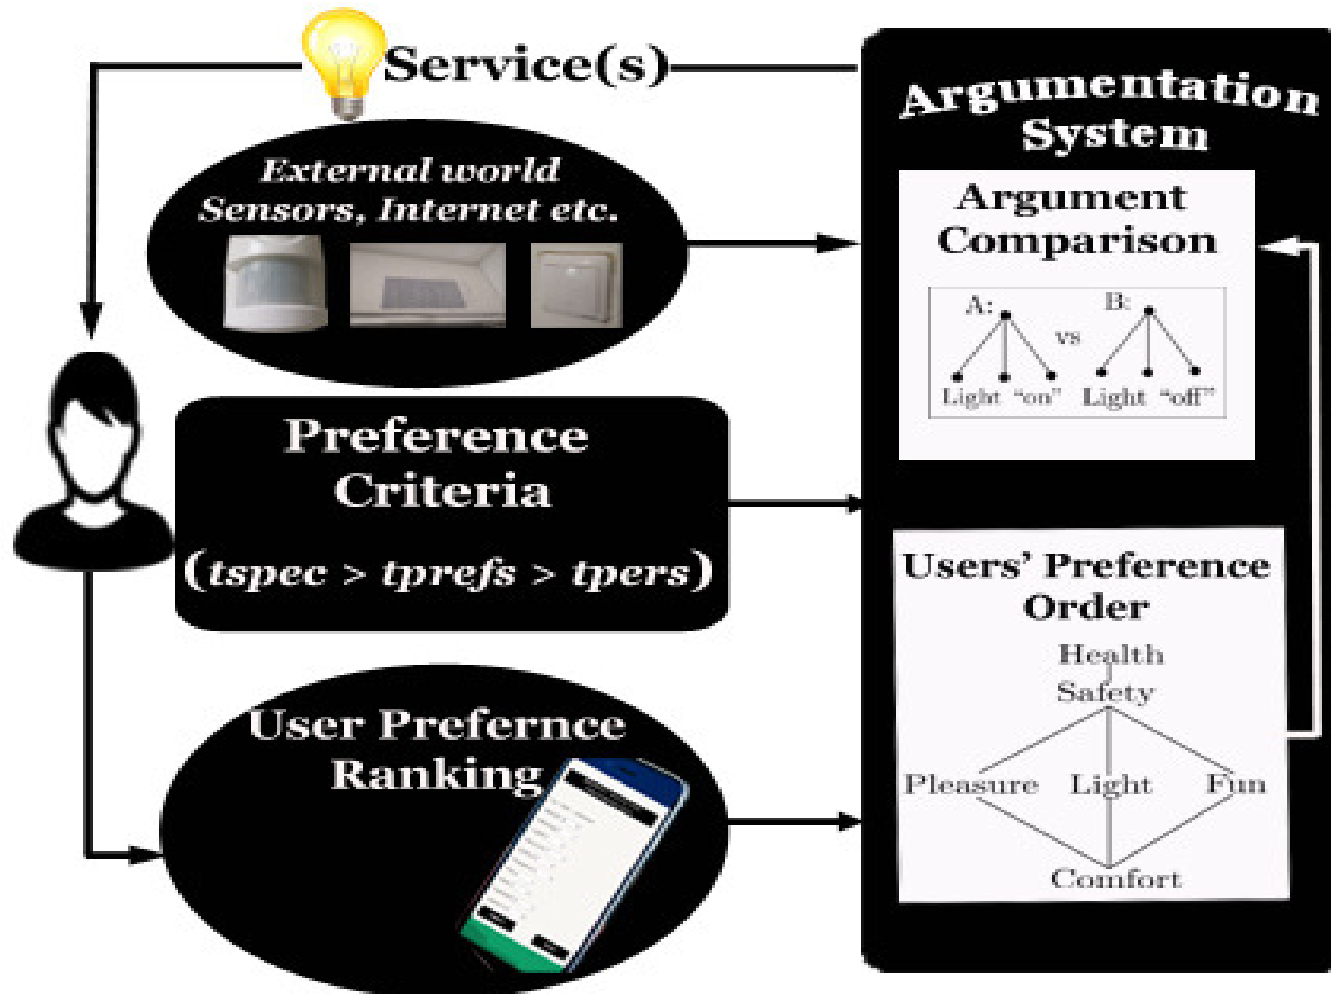 Service(s)
External world
Sensors, Internet etc.
Preference
Criteria
(tspec > tprefs > tpers)
User Prefernce
Ranking
Argumentation
System
Argument
Comparison
A:
B:
vs
Light “on”
Light “off”
Users’ Preference
Order
Health
Safety
Pleasure Light Fun
Comfort